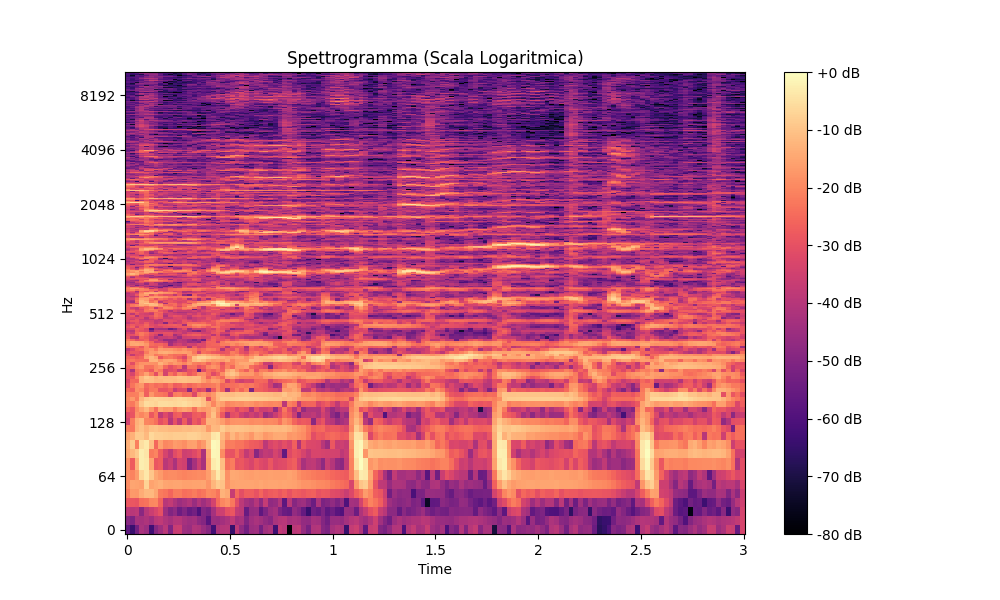 Spettrogramma (Scala Logaritmica)
Hz
8192
4096
2048
1024
512
256
128
64
0
0
0.5
1
1.5
2
2.5
3
Time
+0 dB
-10 dB
-20 dB
-30 dB
-40 dB
-50 dB
-60 dB
-70 dB
-80 dB